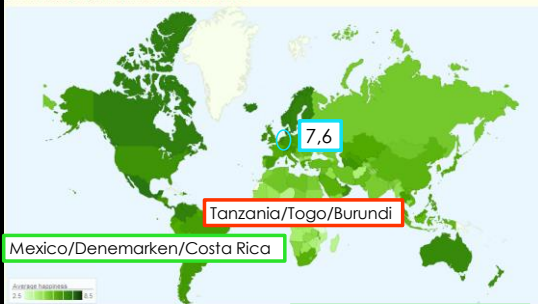 7,6
Tanzania/Togo/Burundi
Mexico/Denemarken/Costa Rica
Average happiness
2.5
8.5